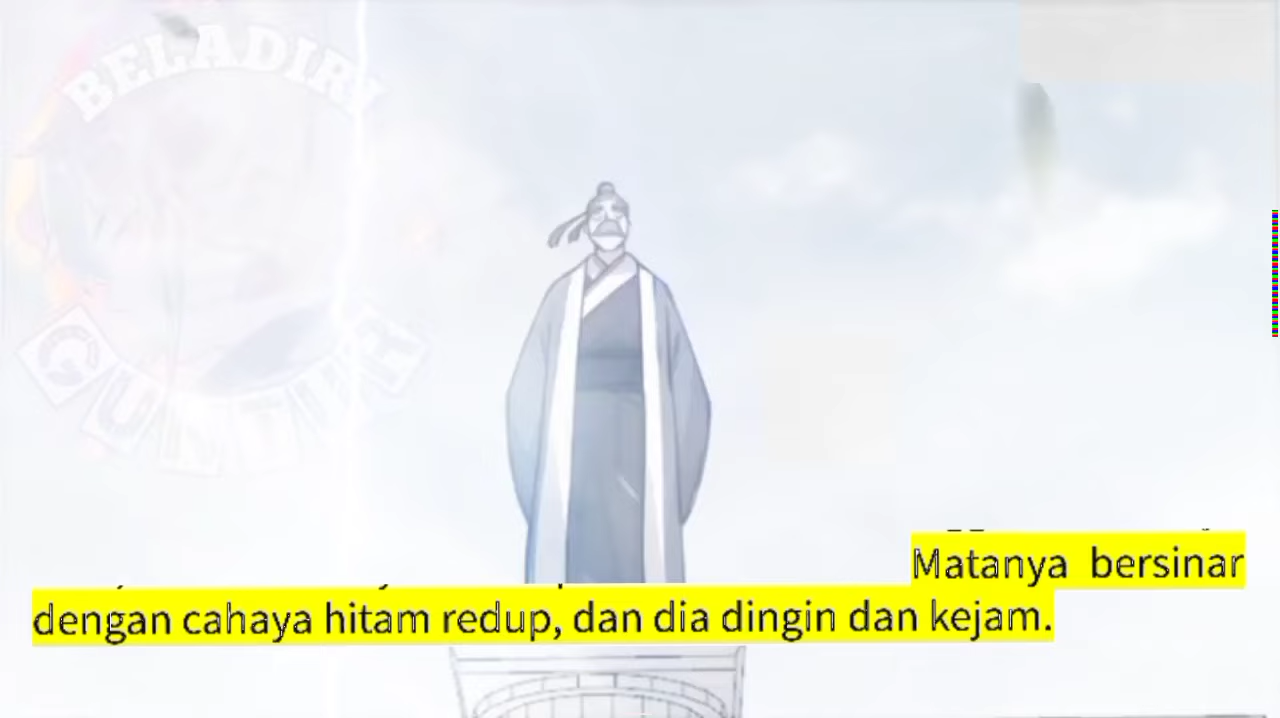 BELADIRI
Matanya bersinar
dengan cahaya hitam redup, dan dia dingin dan kejam.